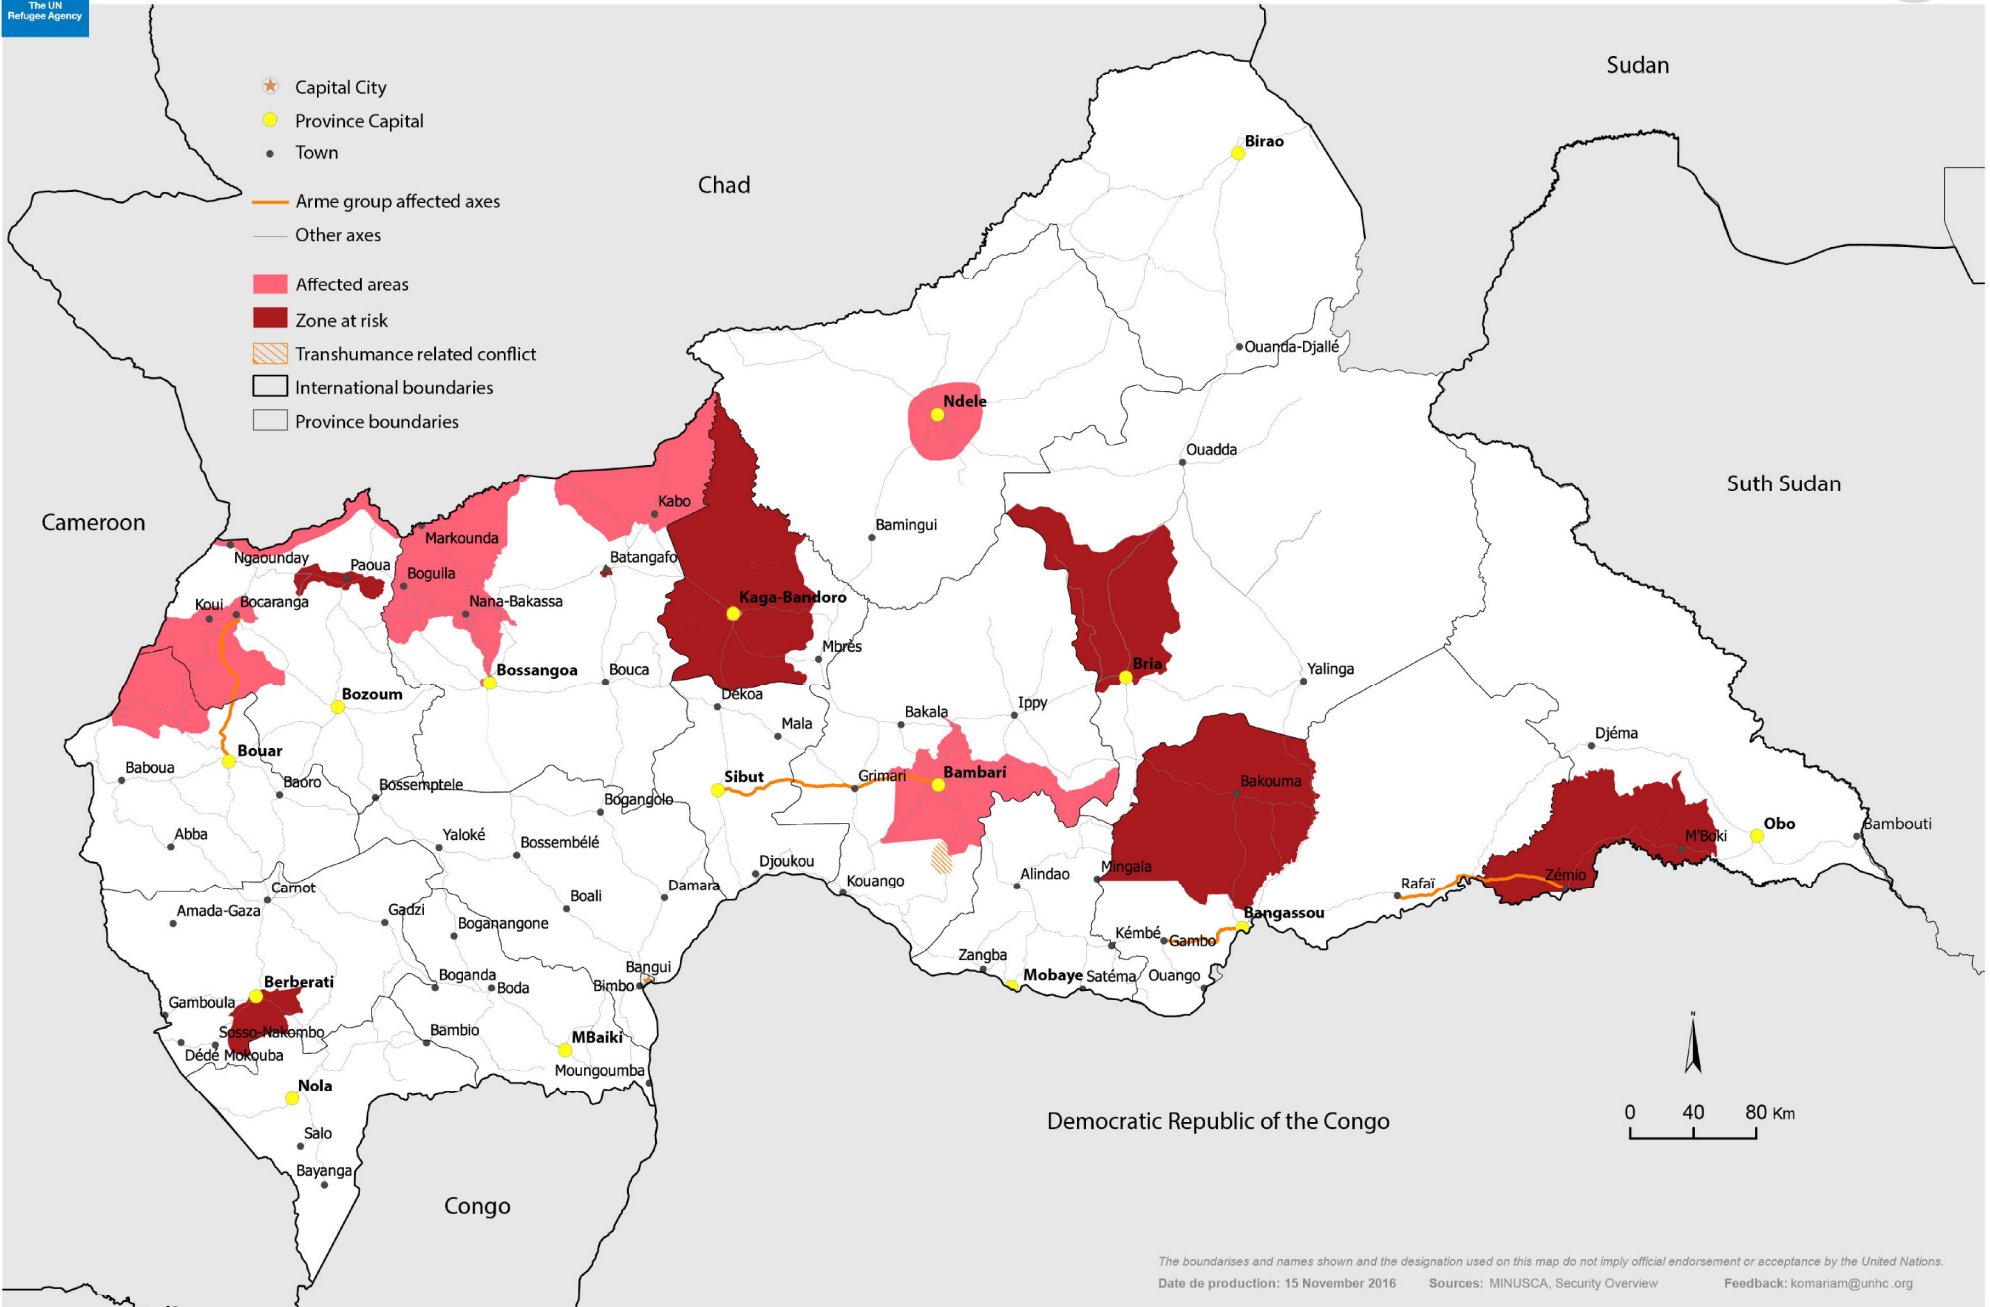 The UN
Refugee Agency
Capital City
Province Capital
Town
Arme group affected axes
Other axes
Affected areas
Zone at risk
Transhumance related conflict
International boundaries
Province boundaries
Sudan
Chad
Cameroon
Suth Sudan
Democratic Republic of the Congo
Congo
Birao
Ouanda-Djallé
Ndele
Ouadda
Kabo
Bamingui
Markounda
Ngaounday
Paoua
Batangafo
Boguila
Kaga-Bandoro
Koui
Bocaranga
Nana-Bakassa
Mbrès
Bossangoa
Bouca
Bria
Yalinga
Bozoum
Dekoa
Ippy
Bakala
Mala
Djéma
Bouar
Baboua
Baoro
Bossemptele
Sibut
Grimari
Bambari
Bakouma
Bogangolo
Abba
Yaloké
Bossembélé
M'Boki
Obo
Bambouti
Djoukou
Kouango
Alindao
Mingala
Zémio
Rafaï
Carnot
Damara
Boali
Amada-Gaza
Gadzi
Boganangone
Bangassou
Kémbé
Gambo
Zangba
Mobaye
Satéma
Ouango
Bangui
Bimbo
Berberati
Boganda
Boda
Gamboula
Sosso-Nakombo
Dédé Mokouba
Bambio
MBaiki
Moungoumba
Nola
Salo
Bayanga
N
0 40 80 Km
The boundarises and names shown and the designation used on this map do not imply official endorsement or acceptance by the United Nations.
Date de production: 15 November 2016 Sources: MINUSCA, Security Overview Feedback: komariam@unhc.org